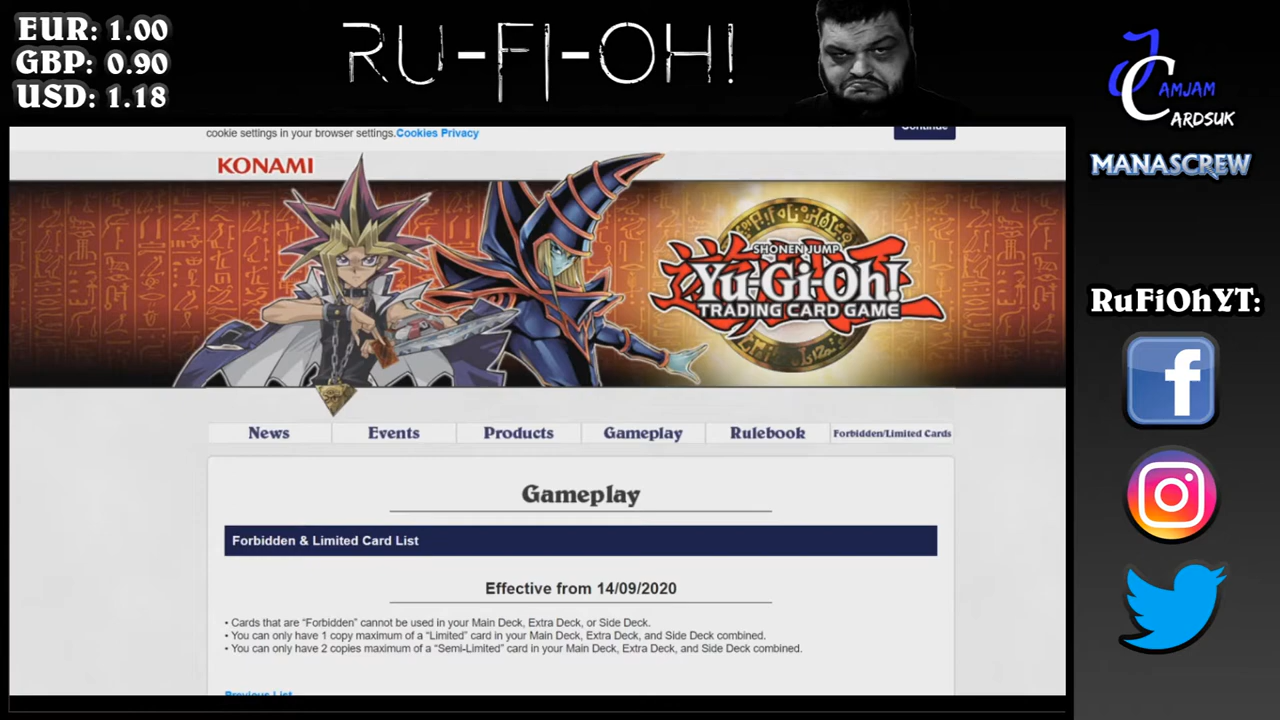 EUR: 1.00
GBP: 0.90
USD: 1.18
RU-FI-OH!
JAMJAM
CARDSUK
MANASCREW
RuFiOhYT:
cookie settings in your browser settings.Cookies Privacy
Continue
KONAMI
SHONEN JUMP
Yu-Gi-Oh!
TRADING CARD GAME
News
Events
Products
Gameplay
Rulebook
Forbidden/Limited Cards
Gameplay
Forbidden & Limited Card List
Effective from 14/09/2020
• Cards that are “Forbidden” cannot be used in your Main Deck, Extra Deck, or Side Deck.
• You can only have 1 copy maximum of a “Limited” card in your Main Deck, Extra Deck, and Side Deck combined.
• You can only have 2 copies maximum of a “Semi-Limited” card in your Main Deck, Extra Deck, and Side Deck combined.
Previous List